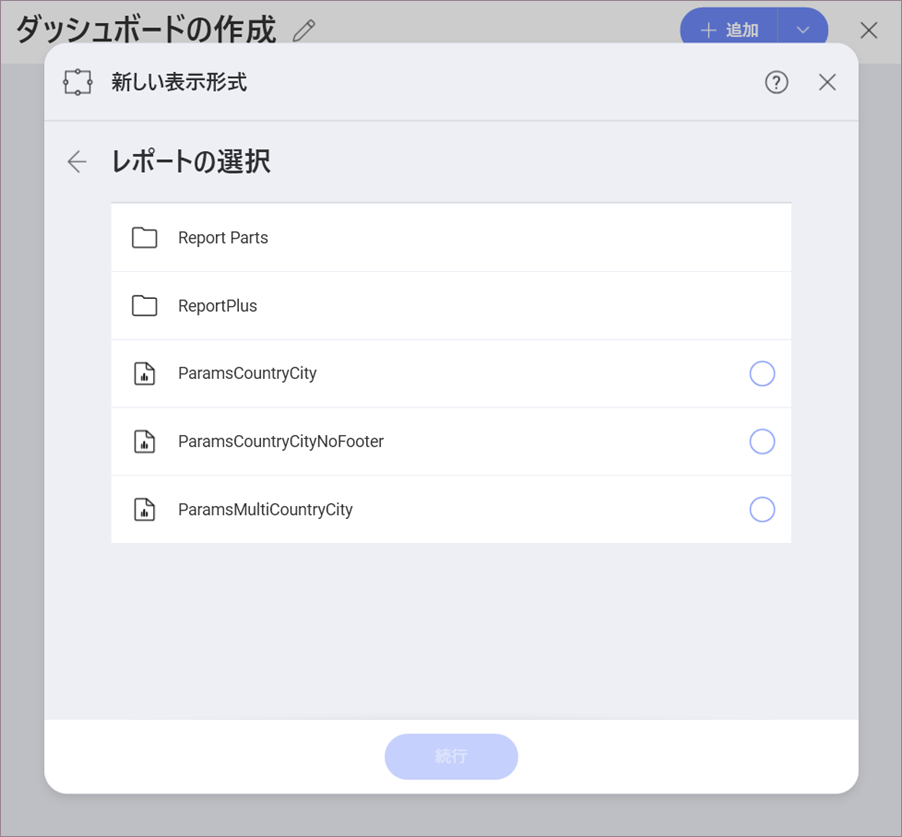 ダッシュボードの作成
追加
新しい表示形式
レポートの選択
Report Parts
ReportPlus
ParamsCountryCity
ParamsCountryCityNoFooter
ParamsMultiCountryCity
続行